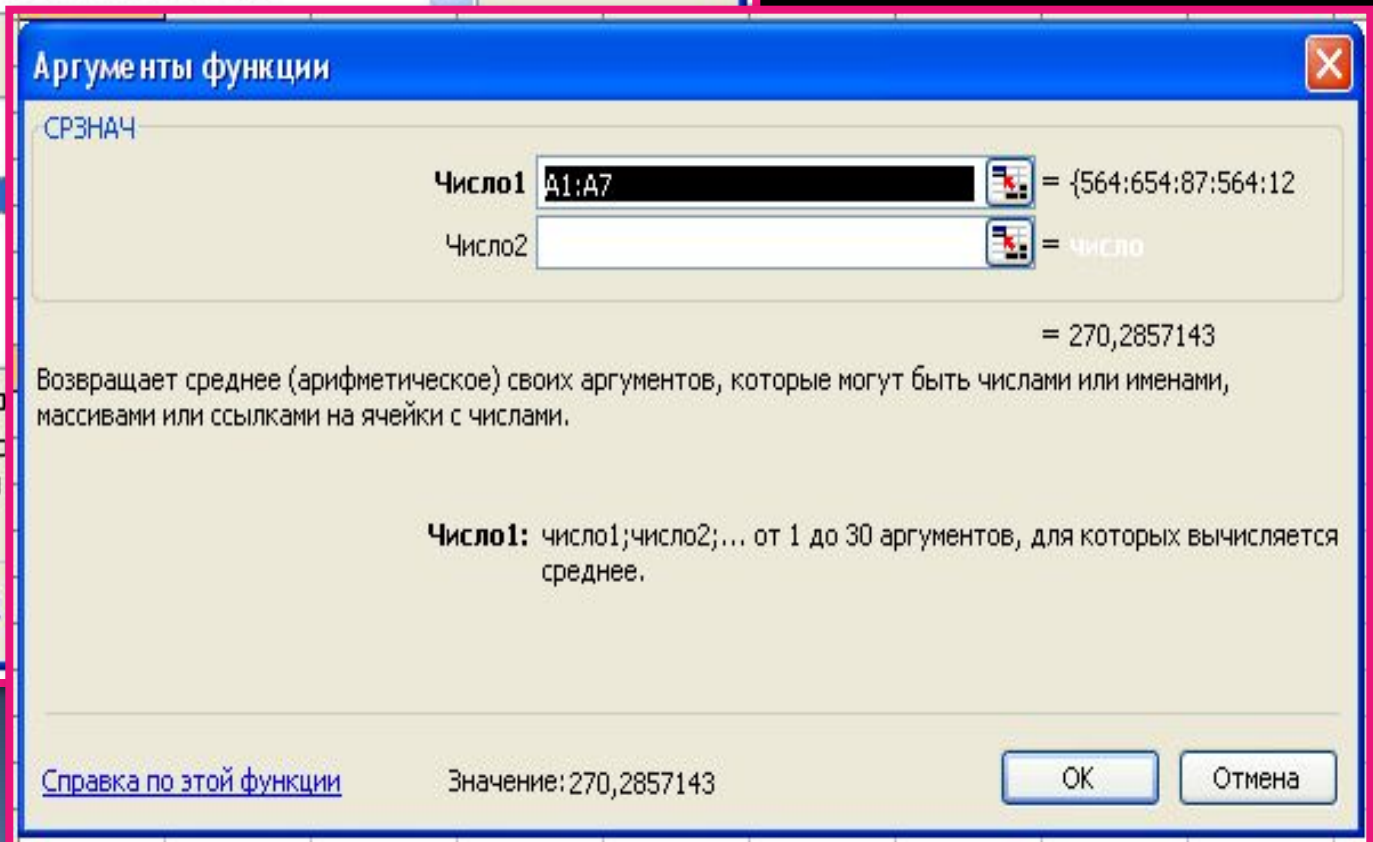 Аргументы функции
СРЗНАЧ
Число1 A1:A7 = {564:654:87:564:12
Число2 = число
= 270,2857143
Возвращает среднее (арифметическое) своих аргументов, которые могут быть числами или именами,
массивами или ссылками на ячейки с числами.
Число1: число1;число2;... от 1 до 30 аргументов, для которых вычисляется
среднее.
Справка по этой функции Значение:270,2857143 ОК Отмена